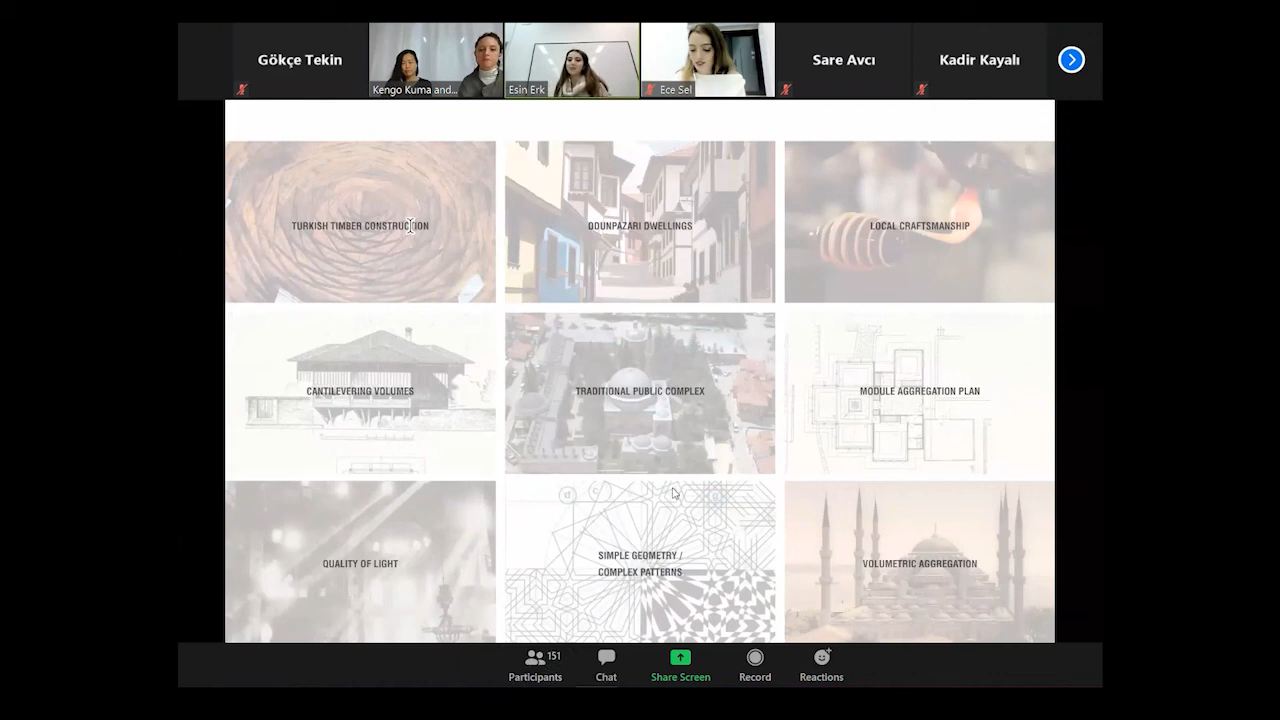 Gökçe Tekin
Kengo Kuma and...
Esin Erk
Ece Sel
Sare Avcı
Kadir Kayalı
TURKISH TIMBER CONSTRUCTION
ODUNPAZARI DWELLINGS
LOCAL CRAFTSMANSHIP
CANTILEVERING VOLUMES
TRADITIONAL PUBLIC COMPLEX
MODULE AGGREGATION PLAN
d
QUALITY OF LIGHT
SIMPLE GEOMETRY /
COMPLEX PATTERNS
VOLUMETRIC AGGREGATION
151
Participants
Chat
Share Screen
Record
Reactions